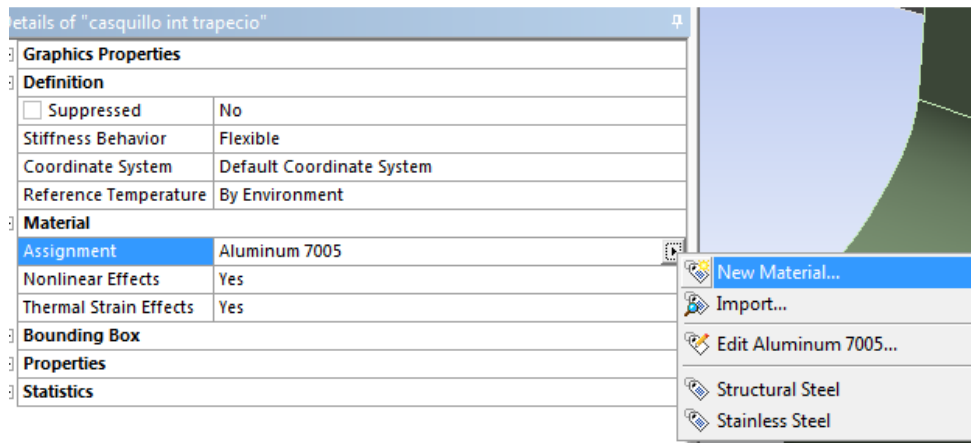 Details of "casquillo int trapecio"
Graphics Properties
Definition
Suppressed No
Stiffness Behavior Flexible
Coordinate System Default Coordinate System
Reference Temperature By Environment
Material
Assignment Aluminum 7005
Nonlinear Effects Yes
Thermal Strain Effects Yes
Bounding Box
Properties
Statistics
New Material...
Import...
Edit Aluminum 7005...
Structural Steel
Stainless Steel